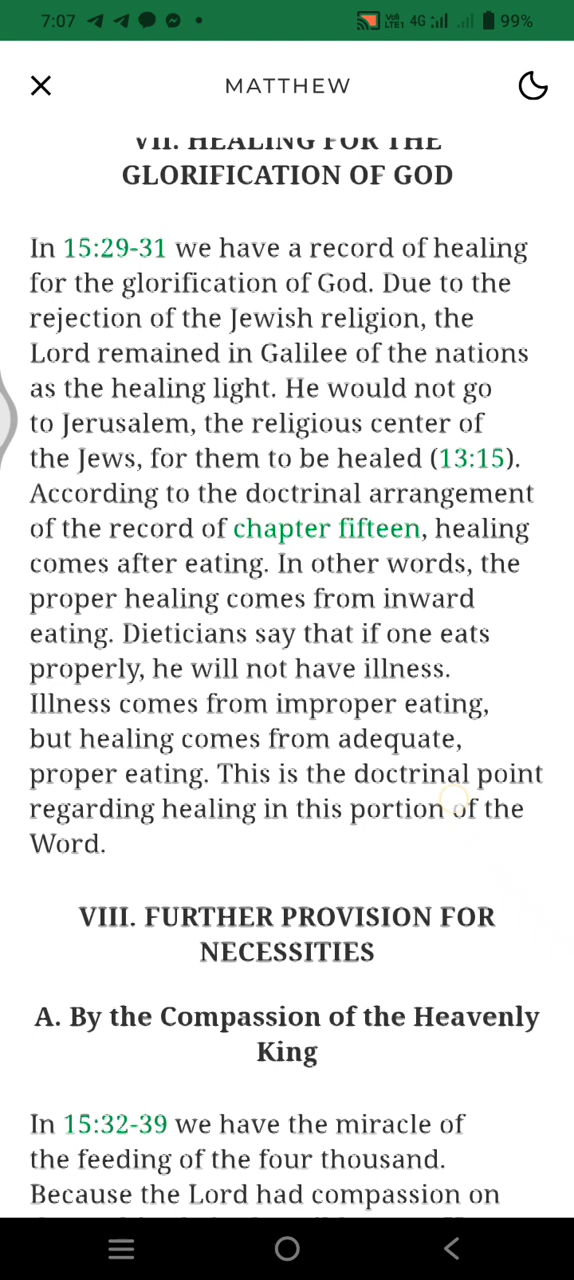 7:07
Vo)) LTE1 4G 99%
MATTHEW
VII. HEALING FOR THE
GLORIFICATION OF GOD
In 15:29-31 we have a record of healing
for the glorification of God. Due to the
rejection of the Jewish religion, the
Lord remained in Galilee of the nations
as the healing light. He would not go
to Jerusalem, the religious center of
the Jews, for them to be healed (13:15).
According to the doctrinal arrangement
of the record of chapter fifteen, healing
comes after eating. In other words, the
proper healing comes from inward
eating. Dieticians say that if one eats
properly, he will not have illness.
Illness comes from improper eating,
but healing comes from adequate,
proper eating. This is the doctrinal point
regarding healing in this portion of the
Word.
VIII. FURTHER PROVISION FOR
NECESSITIES
A. By the Compassion of the Heavenly
King
In 15:32-39 we have the miracle of
the feeding of the four thousand.
Because the Lord had compassion on